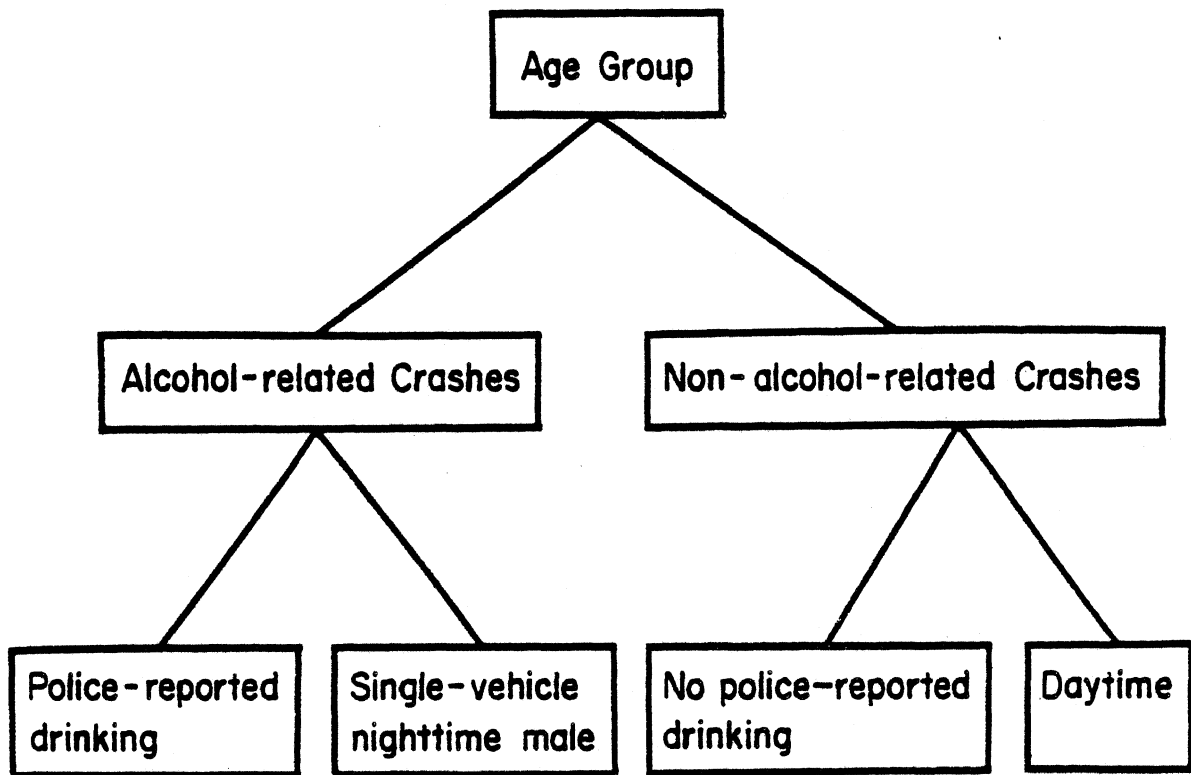 Age Group
Alcohol-related Crashes
Non-alcohol-related Crashes
Police-reported
drinking
Single-vehicle
nighttime male
No police-reported
drinking
Daytime